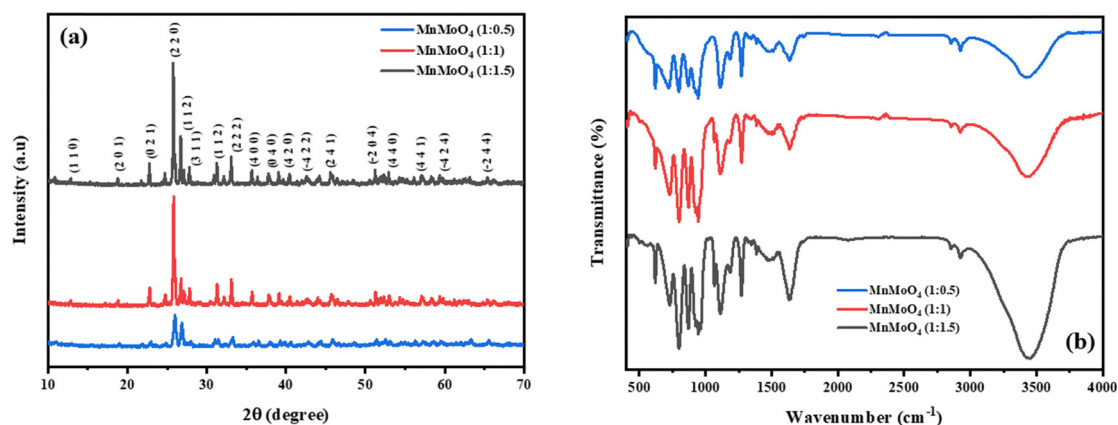 (a)
MnMoO₄ (1:0.5)
MnMoO₄ (1:1)
MnMoO₄ (1:1.5)
(1 1 0)
(2 0 1)
(0 2 1)
(2 2 0)
(1 1 2)
(3 1 1)
(1 1 2)
(2 2 2)
(4 0 0)
(0 4 0)
(4 2 0)
(-4 2 2)
(2 4 1)
(-2 0 4)
(4 4 0)
(4 4 1)
(-4 2 4)
(-2 4 4)
Intensity (a.u)
10 20 30 40 50 60 70
2θ (degree)
Transmittance (%)
MnMoO₄ (1:0.5)
MnMoO₄ (1:1)
MnMoO₄ (1:1.5)
(b)
500 1000 1500 2000 2500 3000 3500 4000
Wavenumber (cm⁻¹)